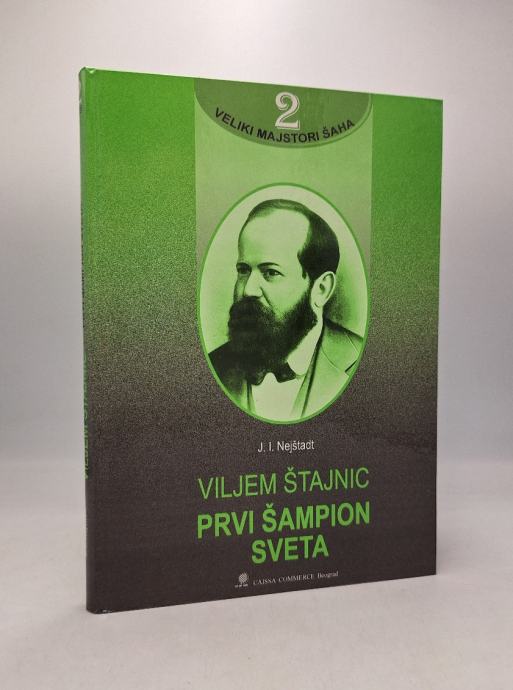 2
VELIKI MAJSTORI ŠAHA
J. I. Nejštadt
VILJEM ŠTAJNIC
PRVI ŠAMPION
SVETA
CAISSA COMMERCE Beograd